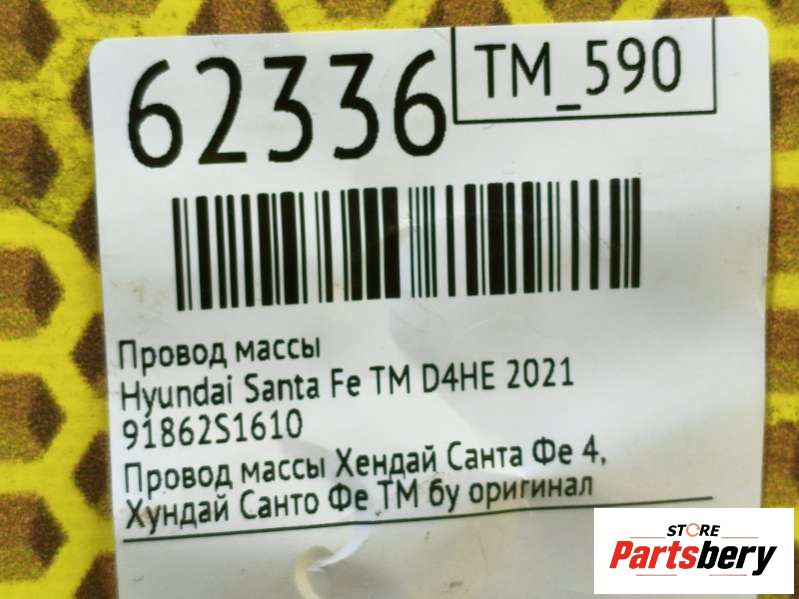 62336
TM_590
Провод массы
Hyundai Santa Fe TM D4HE 2021
91862S1610
Провод массы Хендай Санта Фе 4,
Хундай Санто Фе ТМ бу оригинал
STORE
Partsbery